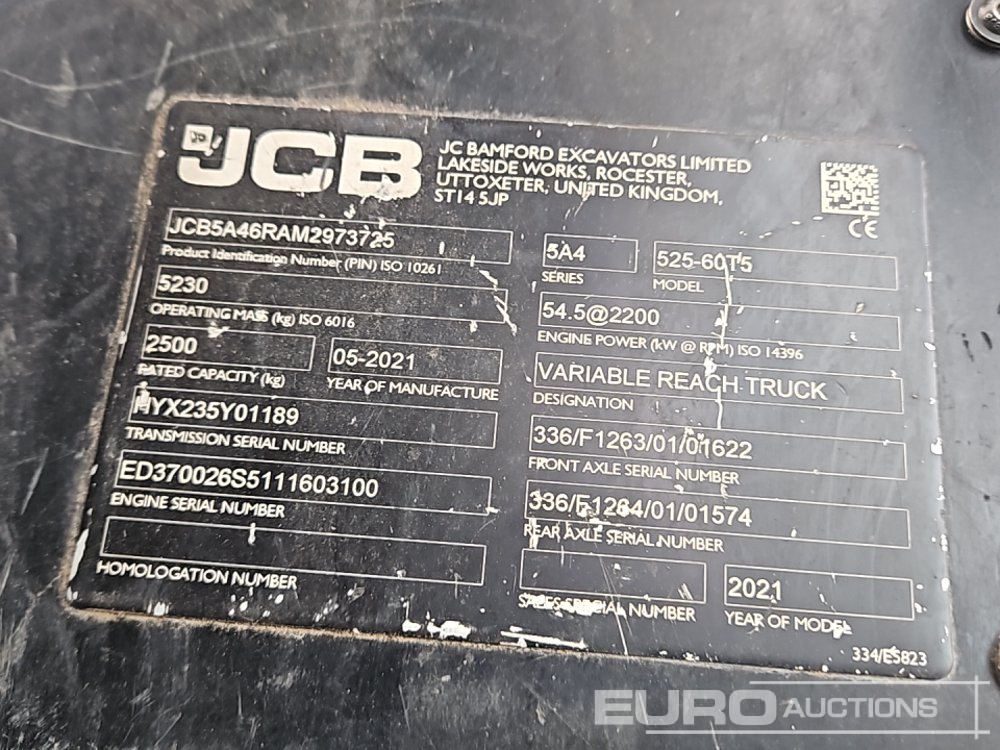 JCB
JC BAMFORD EXCAVATORS LIMITED
LAKESIDE WORKS, ROCESTER,
UTTOXETER, UNITED KINGDOM,
ST14 5JP
CE
JCB5A46RAM2973725
Product Identification Number (PIN) ISO 10261
5A4
SERIES
525-60T5
MODEL
5230
OPERATING MASS (kg) ISO 6016
54.5@2200
ENGINE POWER (kW @ RPM) ISO 14396
2500
RATED CAPACITY (kg)
05-2021
YEAR OF MANUFACTURE
VARIABLE REACH TRUCK
DESIGNATION
HYX235Y01189
TRANSMISSION SERIAL NUMBER
336/F1263/01/01622
FRONT AXLE SERIAL NUMBER
ED370026S5111603100
ENGINE SERIAL NUMBER
336/F1264/01/01574
REAR AXLE SERIAL NUMBER
HOMOLOGATION NUMBER
SALES SPECIAL NUMBER
2021
YEAR OF MODEL
334/E5823
EURO AUCTIONS